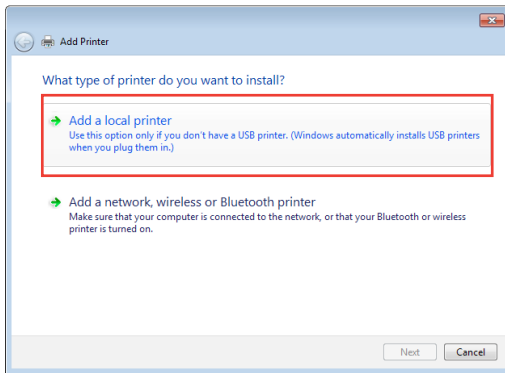 Add Printer
What type of printer do you want to install?
Add a local printer
Use this option only if you don't have a USB printer. (Windows automatically installs USB printers
when you plug them in.)
Add a network, wireless or Bluetooth printer
Make sure that your computer is connected to the network, or that your Bluetooth or wireless
printer is turned on.
Next Cancel